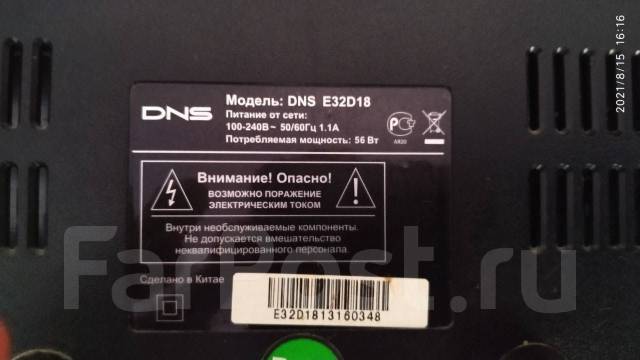 2021/8/15 16:16
DNS
Модель: DNS E32D18
Питание от сети:
100-240В~ 50/60Гц 1.1А
Потребляемая мощность: 56 Вт
АЯ20
Внимание! Опасно!
ВОЗМОЖНО ПОРАЖЕНИЕ
ЭЛЕКТРИЧЕСКИМ ТОКОМ
Внутри необслуживаемые компоненты.
Не допускается вмешательство
неквалифицированного персонала.
Сделано в Китае
E32D1813160348
FarPost.ru